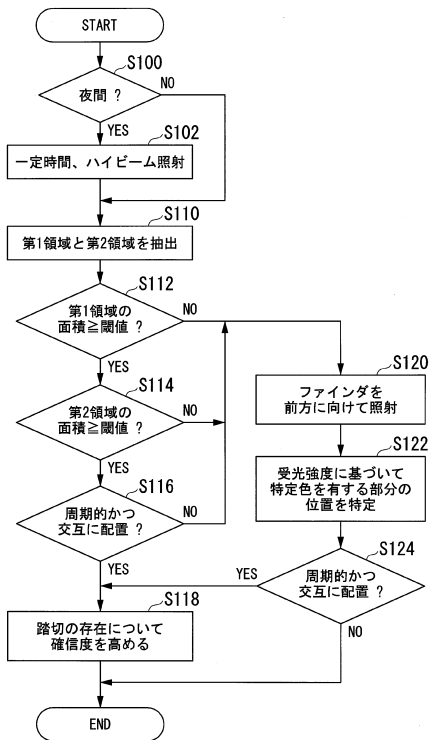 START
S100
夜間 ?
NO
YES
S102
一定時間、ハイビーム照射
S110
第1領域と第2領域を抽出
S112
第1領域の
面積≧閾値 ?
NO
YES
S114
第2領域の
面積≧閾値 ?
NO
YES
S116
周期的かつ
交互に配置 ?
NO
YES
S120
ファインダを
前方に向けて照射
S122
受光強度に基づいて
特定色を有する部分の
位置を特定
S124
周期的かつ
交互に配置 ?
YES
NO
S118
踏切の存在について
確信度を高める
END